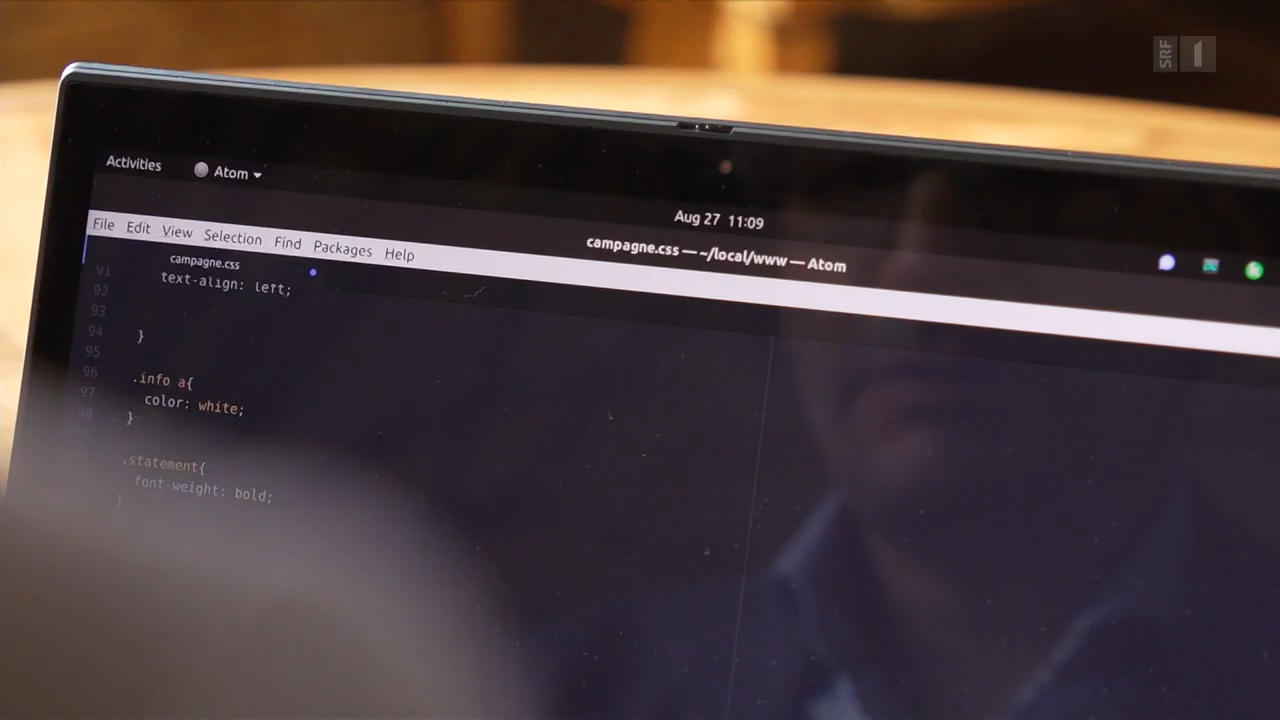 SRF 1
Activities Atom
Aug 27 11:09
File Edit View Selection Find Packages Help
campagne.css — ~/local/www — Atom
campagne.css
91 text-align: left;
92
93
94 }
95
96 .info a{
97 color: white;
98 }
.statement{
font-weight: bold;
}